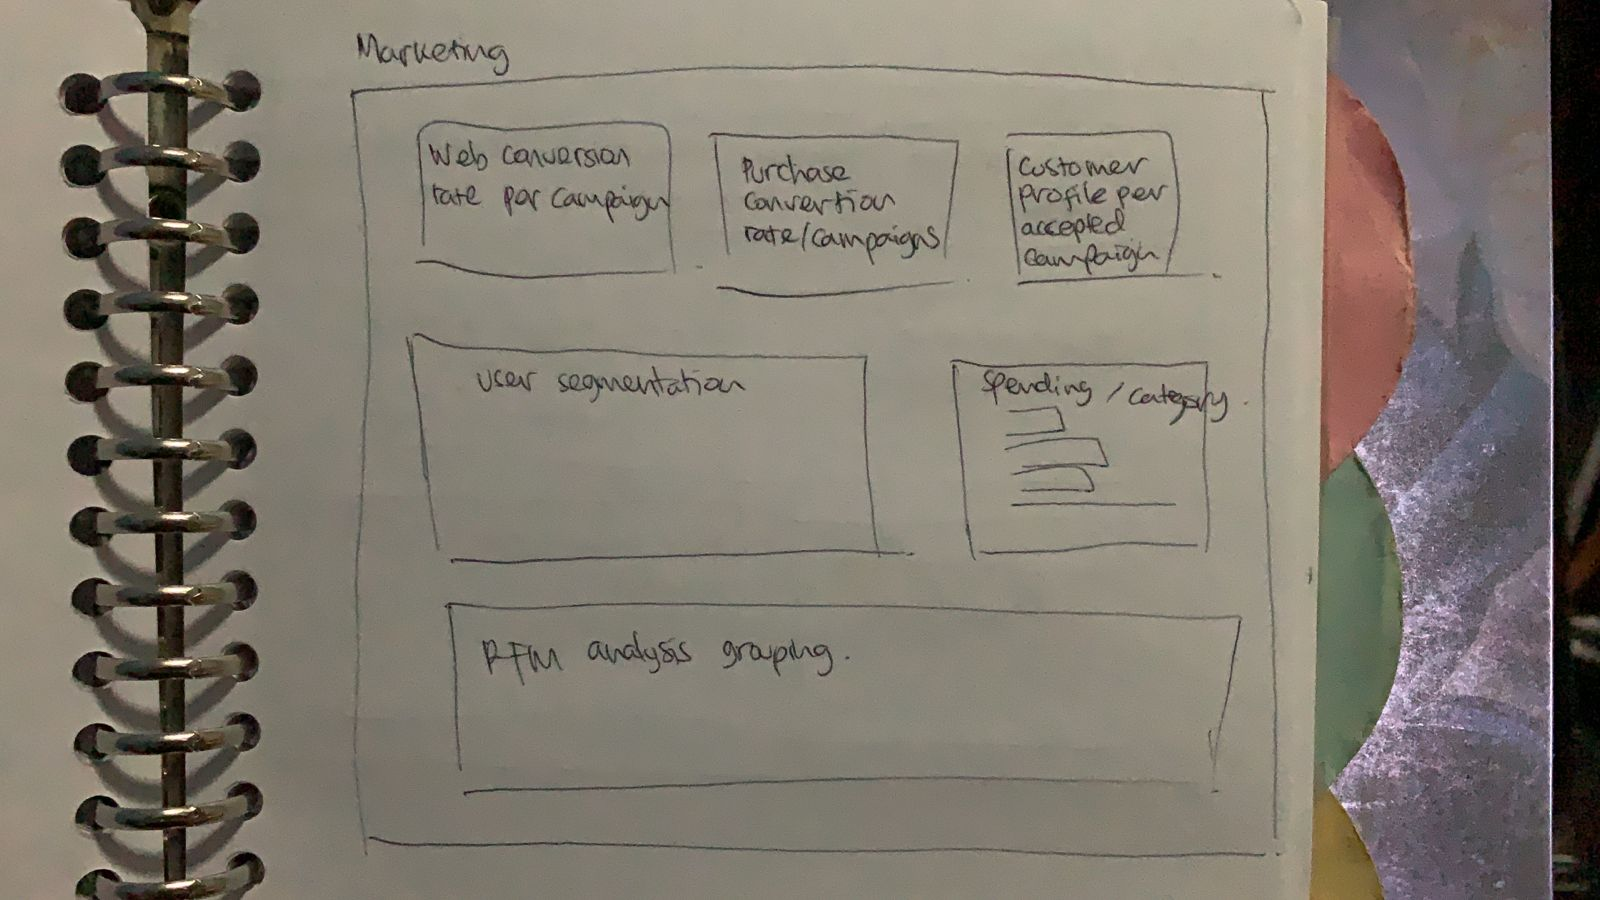 Marketing
Web conversion
rate per campaign
Purchase
convertion
rate/campaigns
Customer
profile per
accepted
campaign
User segmentation
Spending / category
RFM analysis grouping.